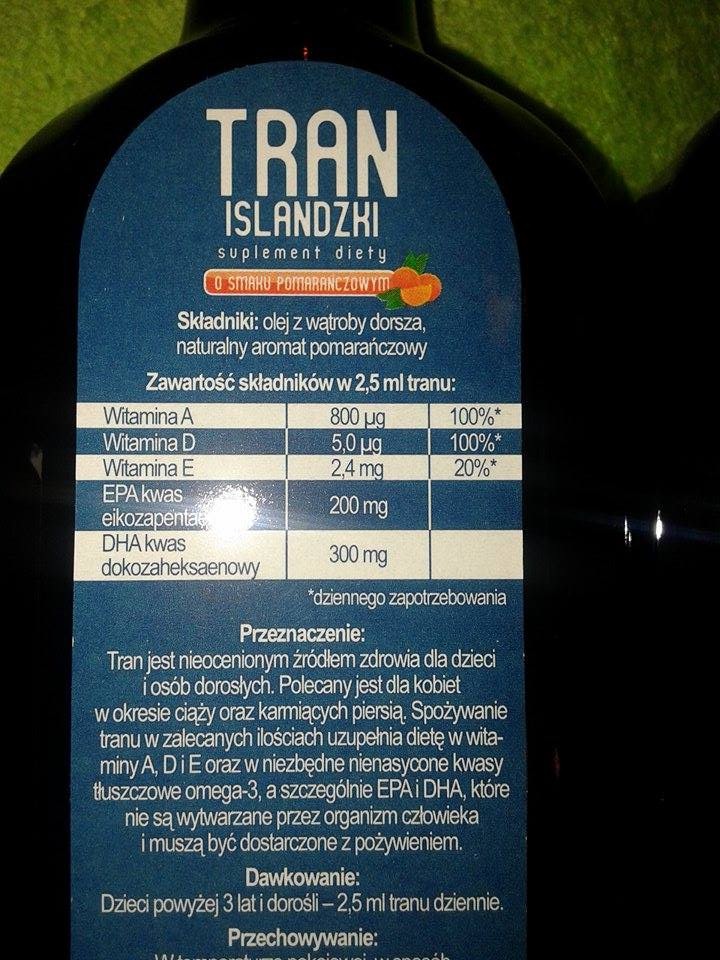 TRAN
ISLANDZKI
suplement diety
O SMAKU POMARAŃCZOWYM
Składniki: olej z wątroby dorsza,
naturalny aromat pomarańczowy
Zawartość składników w 2,5 ml tranu:
Witamina A 800 µg 100%*
Witamina D 5,0 µg 100%*
Witamina E 2,4 mg 20%*
EPA kwas
200 mg
DHA kwas
dokozaheksaenowy 300 mg
*dziennego zapotrzebowania
Przeznaczenie:
Tran jest nieocenionym źródłem zdrowia dla dzieci
i osób dorosłych. Polecany jest dla kobiet
w okresie ciąży oraz karmiących piersią. Spożywanie
tranu w zalecanych ilościach uzupełnia dietę w wita-
miny A, D i E oraz w niezbędne nienasycone kwasy
tłuszczowe omega-3, a szczególnie EPA i DHA, które
nie są wytwarzane przez organizm człowieka
i muszą być dostarczone z pożywieniem.
Dawkowanie:
Dzieci powyżej 3 lat i dorośli – 2,5 ml tranu dziennie.
Przechowywanie: